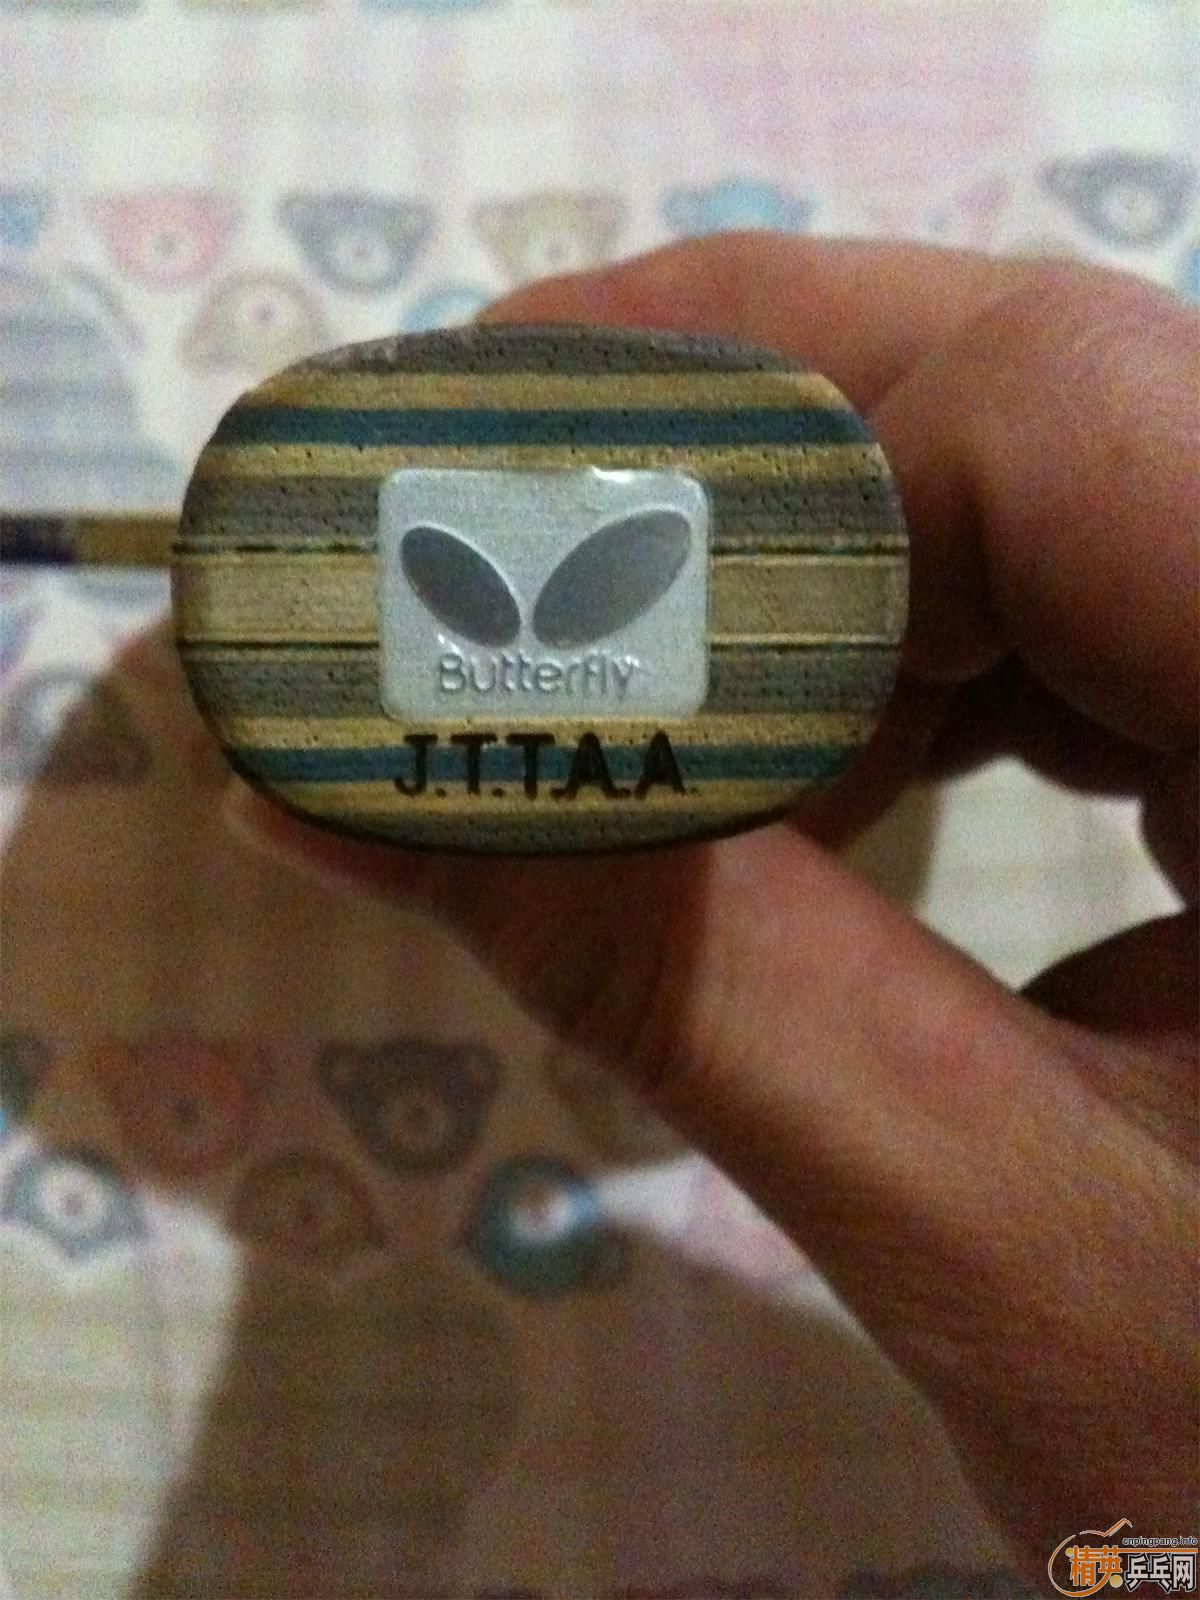 Butterfly
J.T.T.A.A.
cnpingpang.info
精英乒乓网